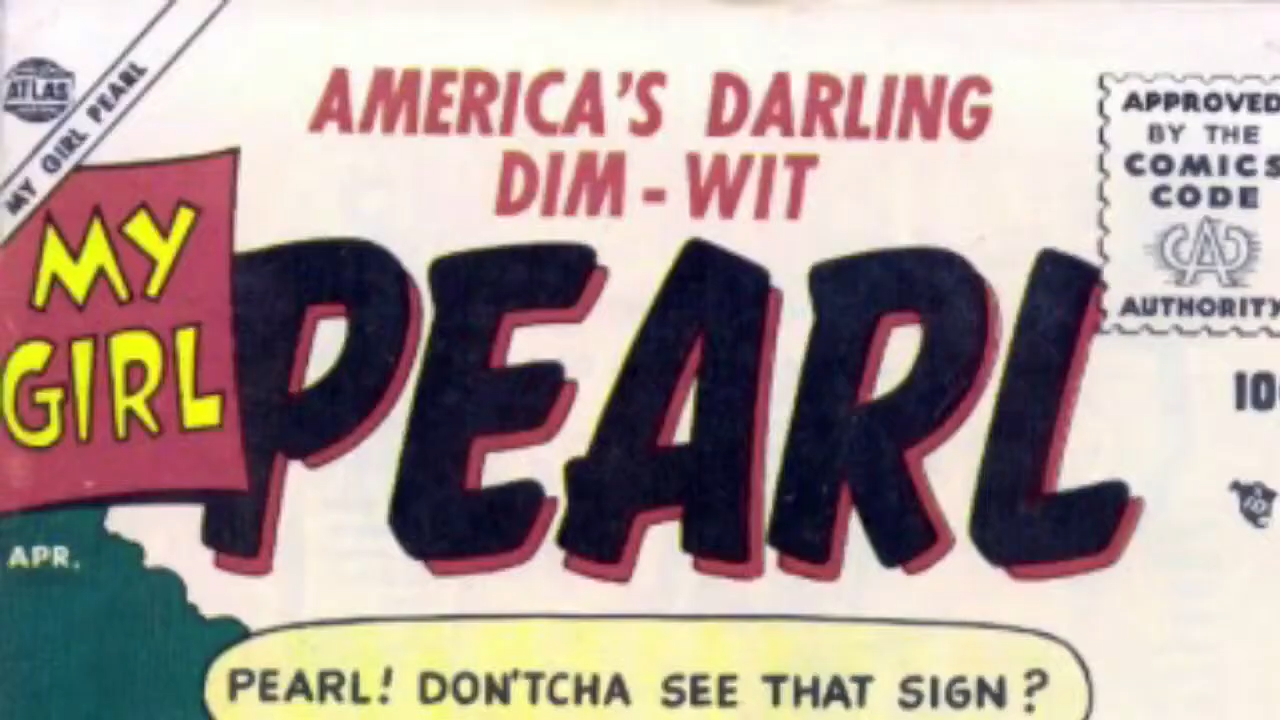 ATLAS
MY GIRL PEARL
AMERICA'S DARLING
DIM-WIT
MY
GIRL
PEARL
APPROVED
BY THE
COMICS
CODE
AUTHORITY
10
APR.
PEARL! DON'TCHA SEE THAT SIGN?